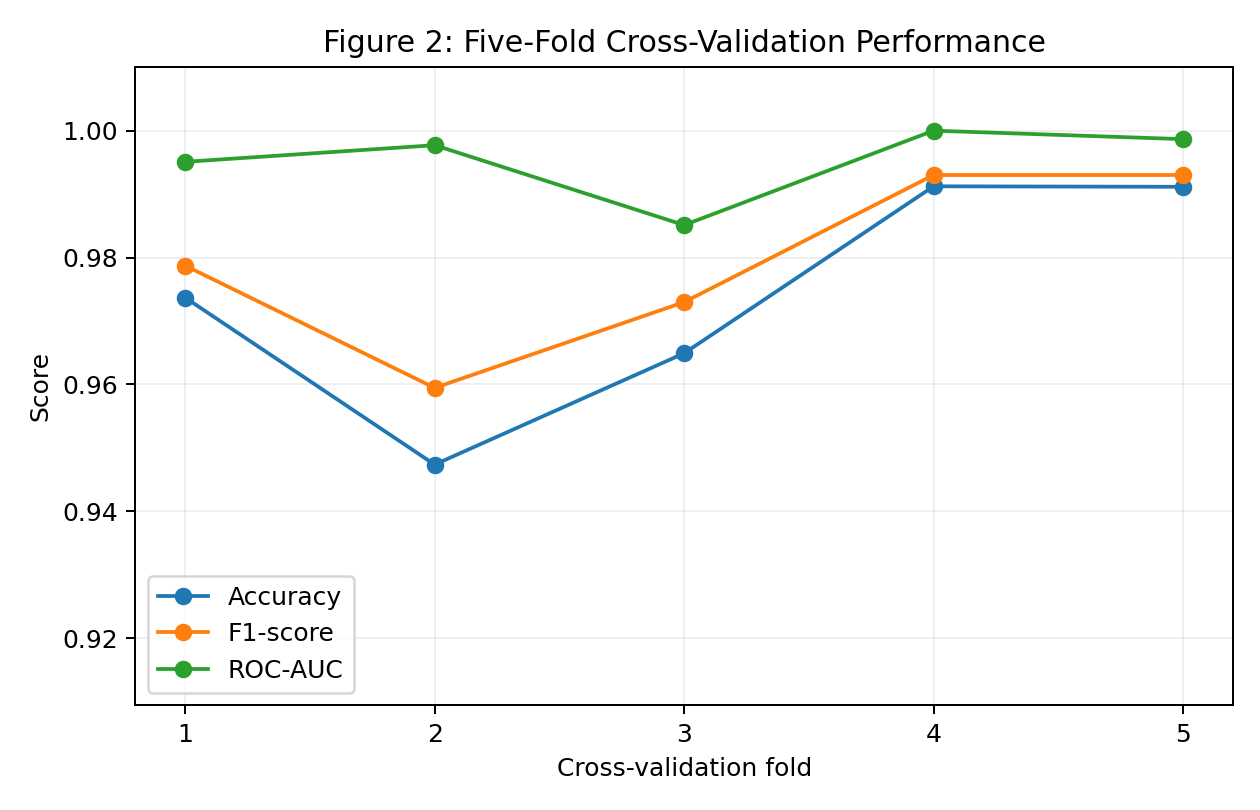 Figure 2: Five-Fold Cross-Validation Performance
1.00
0.98
0.96
0.94
0.92
Score
Accuracy
F1-score
ROC-AUC
1 2 3 4 5
Cross-validation fold